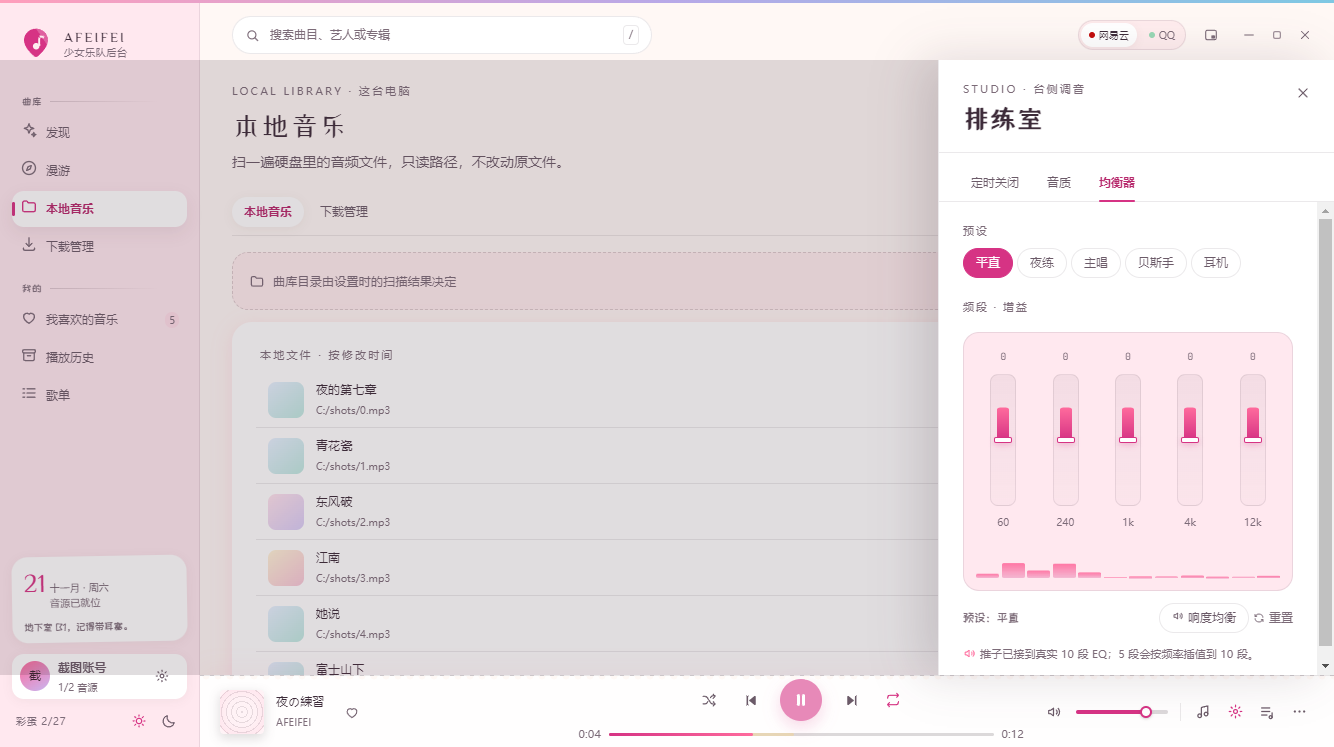 AFEIFEI
少女乐队后台
搜索曲目、艺人或专辑
/
网易云
QQ
曲库
发现
漫游
本地音乐
下载管理
我的
我喜欢的音乐
5
播放历史
歌单
21
十一月 · 周六
音源已就位
地下室 B1，记得带耳塞。
截
截图账号
1/2 音源
彩蛋 2/27
LOCAL LIBRARY · 这台电脑
本地音乐
扫一遍硬盘里的音频文件，只读路径，不改动原文件。
本地音乐
下载管理
曲库目录由设置时的扫描结果决定
本地文件 · 按修改时间
夜的第七章
C:/shots/0.mp3
青花瓷
C:/shots/1.mp3
东风破
C:/shots/2.mp3
江南
C:/shots/3.mp3
她说
C:/shots/4.mp3
富士山下
STUDIO · 台侧调音
排练室
定时关闭
音质
均衡器
预设
平直
夜练
主唱
贝斯手
耳机
频段 · 增益
0 0 0 0 0
60 240 1k 4k 12k
预设：平直
响度均衡
重置
推子已接到真实 10 段 EQ；5 段会按频率插值到 10 段。
夜の練習
AFEIFEI
0:04
0:12